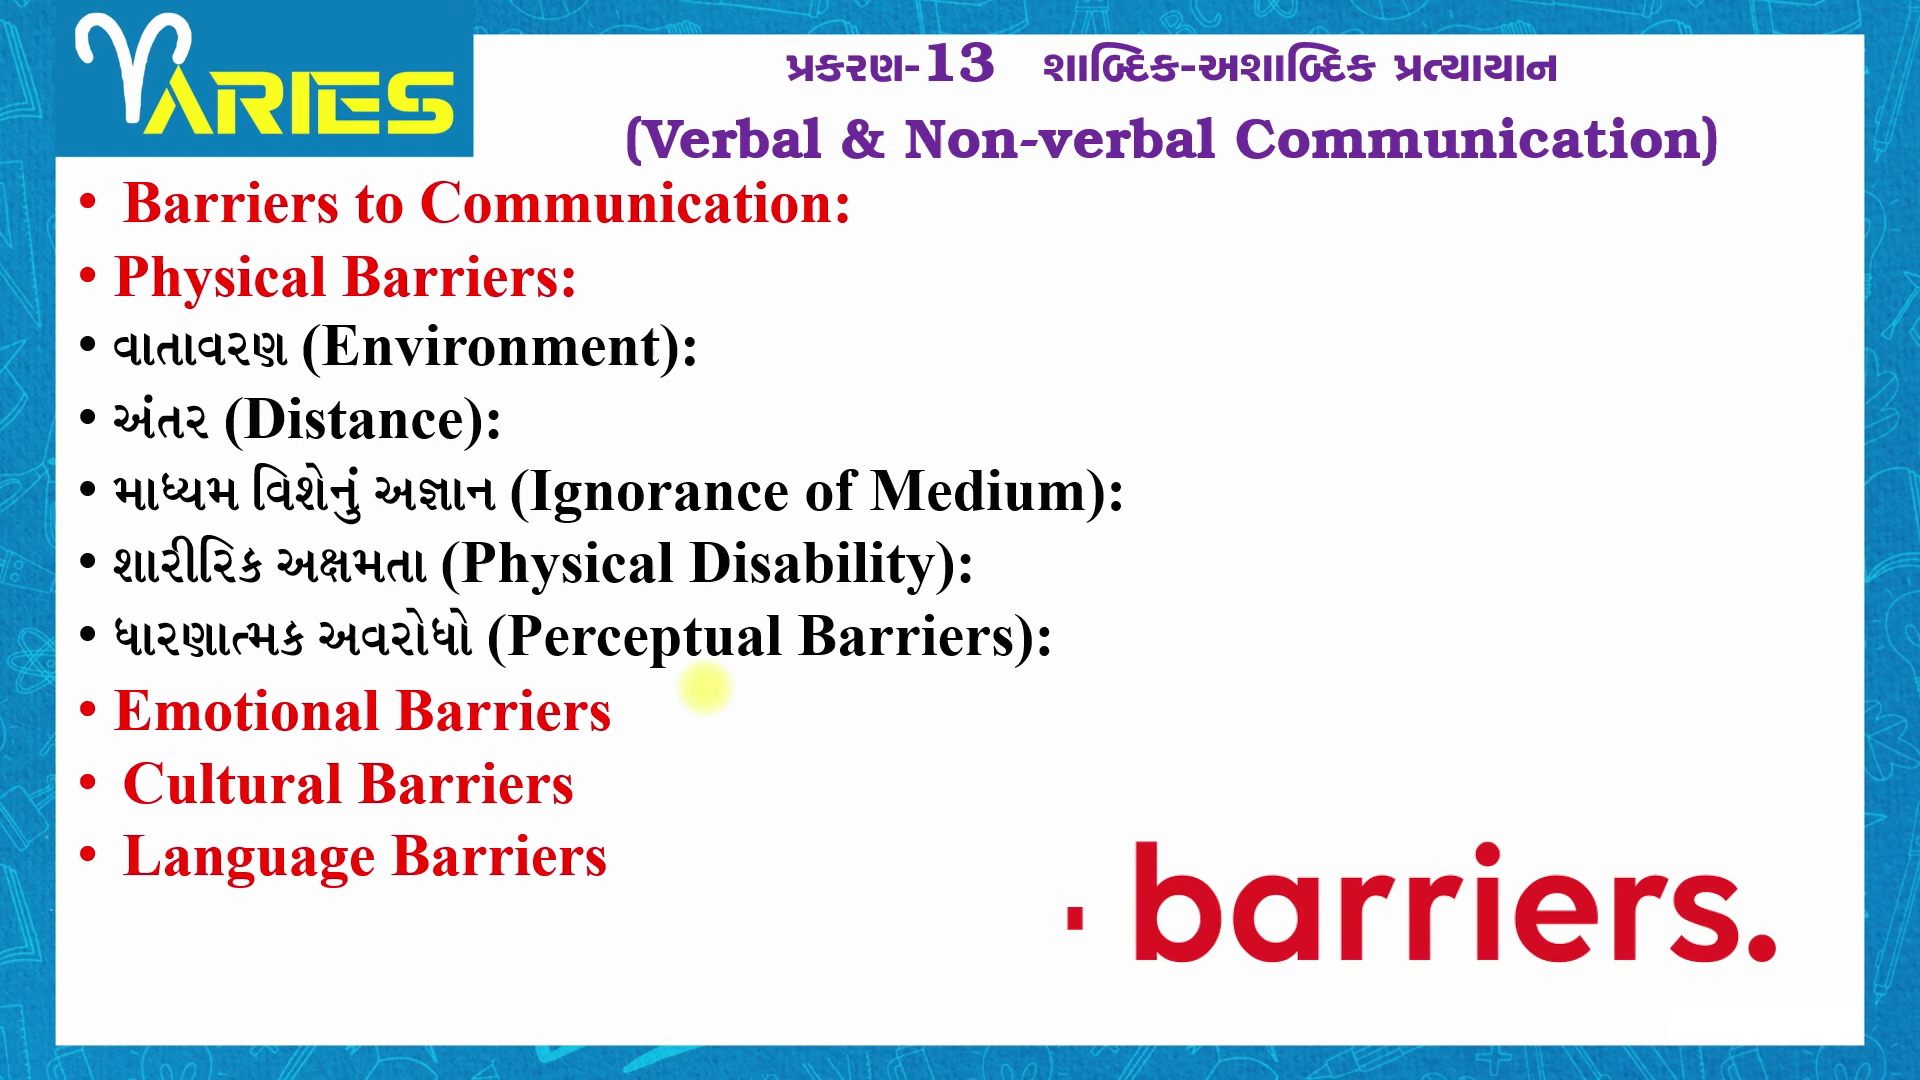 ARIES
પ્રકરણ-13 શાબ્દિક-અશાબ્દિક પ્રત્યાયાન
(Verbal & Non-verbal Communication)
• Barriers to Communication:
• Physical Barriers:
• વાતાવરણ (Environment):
• અંતર (Distance):
• માધ્યમ વિશેનું અજ્ઞાન (Ignorance of Medium):
• શારીરિક અક્ષમતા (Physical Disability):
• ધારણાત્મક અવરોધો (Perceptual Barriers):
• Emotional Barriers
• Cultural Barriers
• Language Barriers
barriers.